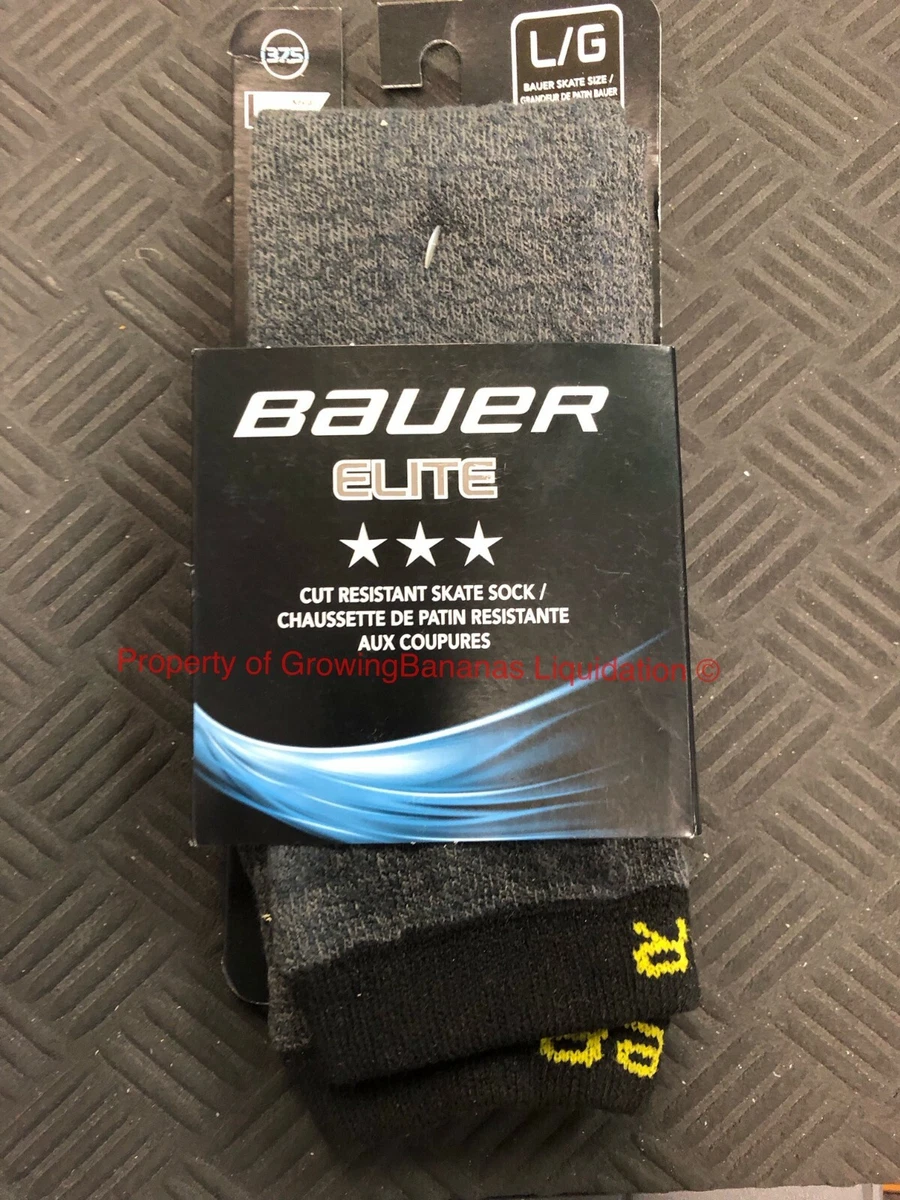 37.5
L/G
BAUER SKATE SIZE /
GRANDEUR DE PATIN BAUER
BAUER
ELITE
CUT RESISTANT SKATE SOCK /
CHAUSSETTE DE PATIN RESISTANTE
AUX COUPURES
Property of GrowingBananas Liquidation ©